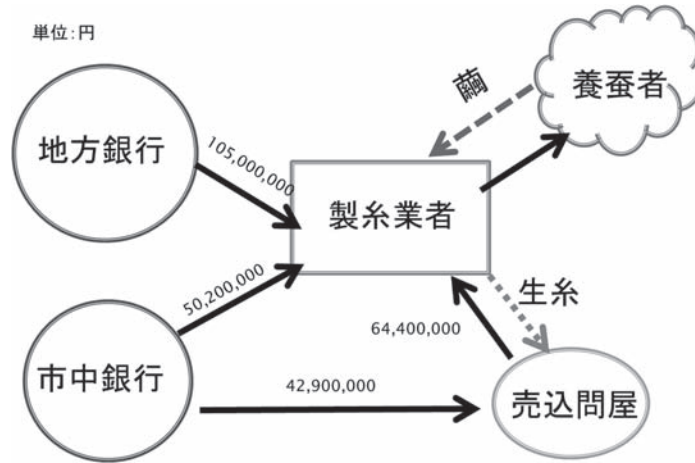 単位：円
地方銀行
105,000,000
製糸業者
繭
養蚕者
50,200,000
市中銀行
42,900,000
64,400,000
生糸
売込問屋